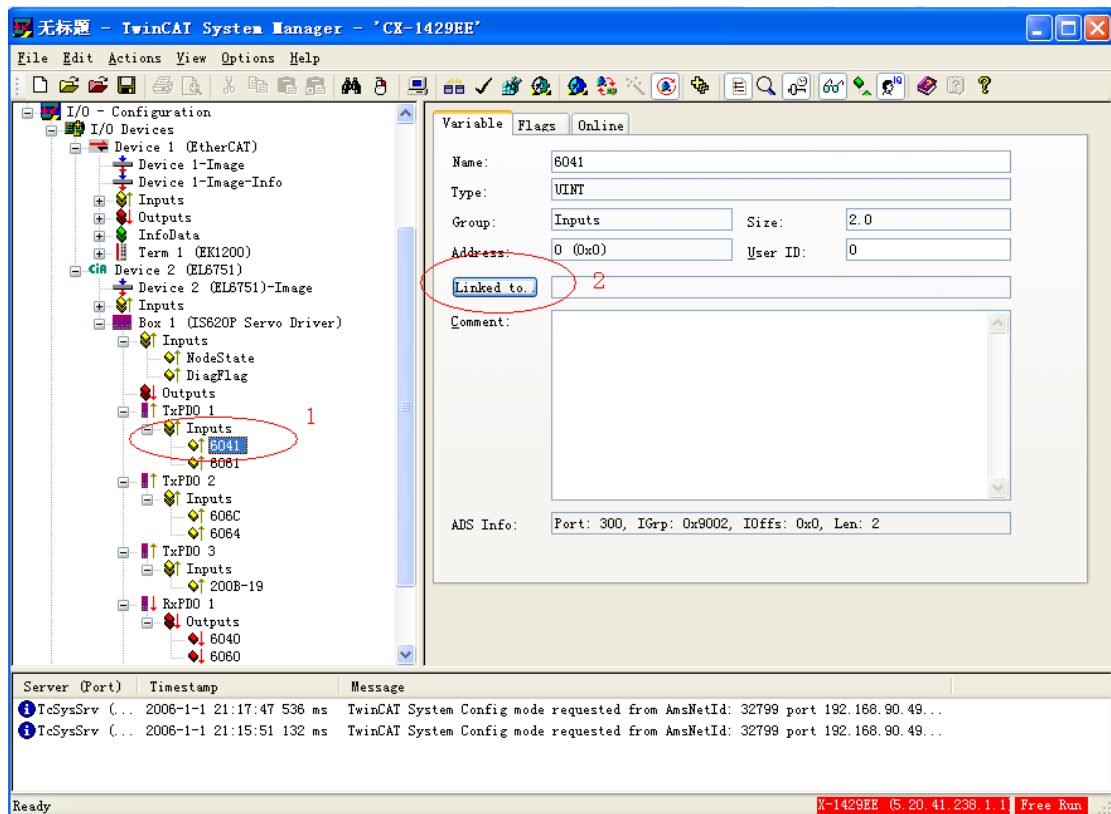 无标题 - TwinCAT System Manager - 'CX-1429EE'
File Edit Actions View Options Help
I/O - Configuration
I/O Devices
Device 1 (EtherCAT)
Device 1-Image
Device 1-Image-Info
Inputs
Outputs
InfoData
Term 1 (EK1200)
CiA Device 2 (EL6751)
Device 2 (EL6751)-Image
Inputs
Box 1 (IS620P Servo Driver)
Inputs
NodeState
DiagFlag
Outputs
TxPDO 1
1
Inputs
6041
6061
TxPDO 2
Inputs
606C
6064
TxPDO 3
Inputs
200B-19
RxPDO 1
Outputs
6040
6060
Variable Flags Online
Name: 6041
Type: UINT
Group: Inputs Size: 2.0
Address: 0 (0x0) User ID: 0
Linked to.. 2
Comment:
ADS Info: Port: 300, IGrp: 0x9002, IOffs: 0x0, Len: 2
Server (Port) Timestamp Message
TcSysSrv (... 2006-1-1 21:17:47 536 ms TwinCAT System Config mode requested from AmsNetId: 32799 port 192.168.90.49...
TcSysSrv (... 2006-1-1 21:15:51 132 ms TwinCAT System Config mode requested from AmsNetId: 32799 port 192.168.90.49...
Ready X-1429EE (5.20.41.238.1.1 Free Run